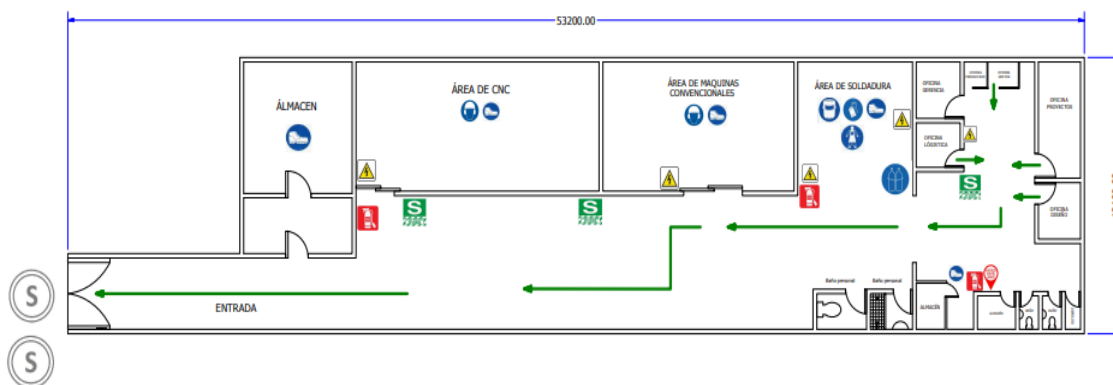 53200.00
ÁLMACEN
ÁREA DE CNC
ÁREA DE MAQUINAS
CONVENCIONALES
ÁREA DE SOLDADURA
OFICINA
GERENCIA
OFICINA
PROYECTOS
OFICINA
LÓGISTICA
OFICINA
DISEÑO
S
S
S
S
ENTRADA
S
Baño personal
Baño personal
ALMACÉN